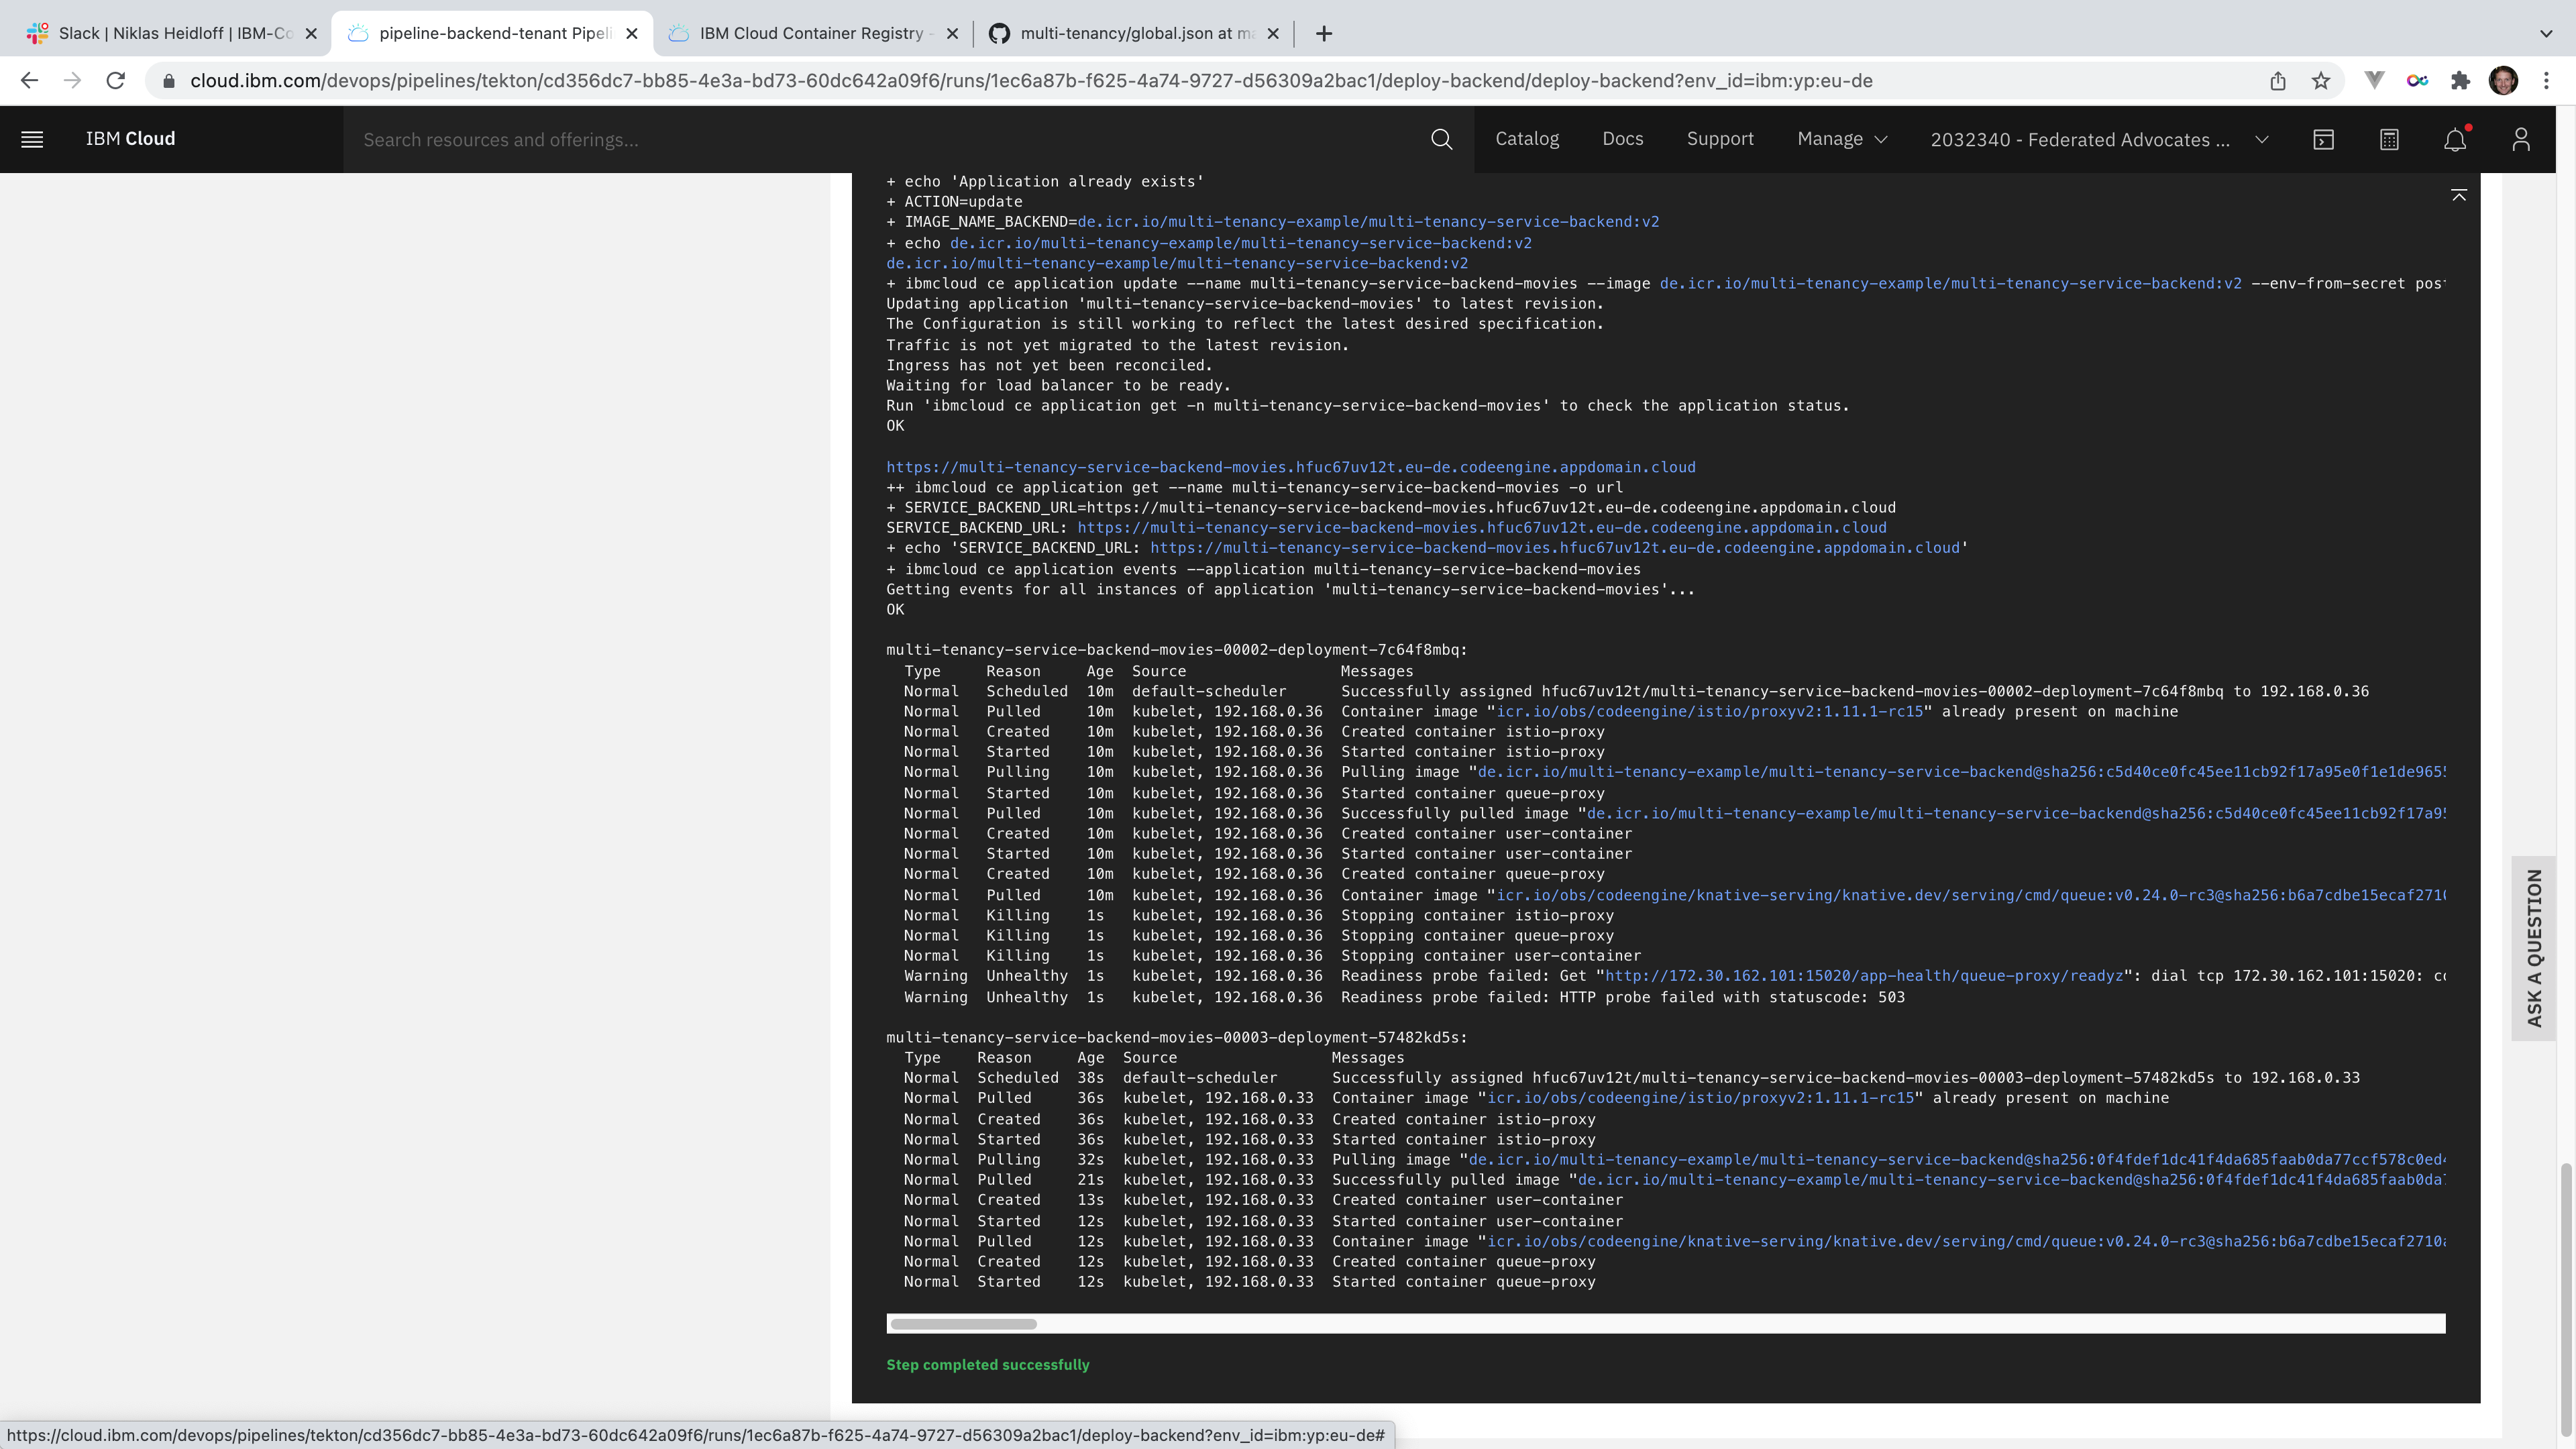 Slack | Niklas Heidloff | IBM-Co
pipeline-backend-tenant Pipeli
IBM Cloud Container Registry -
multi-tenancy/global.json at ma
cloud.ibm.com/devops/pipelines/tekton/cd356dc7-bb85-4e3a-bd73-60dc642a09f6/runs/1ec6a87b-f625-4a74-9727-d56309a2bac1/deploy-backend/deploy-backend?env_id=ibm:yp:eu-de
IBM Cloud
Search resources and offerings...
Catalog
Docs
Support
Manage
2032340 - Federated Advocates ...
+ echo 'Application already exists'
+ ACTION=update
+ IMAGE_NAME_BACKEND=de.icr.io/multi-tenancy-example/multi-tenancy-service-backend:v2
+ echo de.icr.io/multi-tenancy-example/multi-tenancy-service-backend:v2
de.icr.io/multi-tenancy-example/multi-tenancy-service-backend:v2
+ ibmcloud ce application update --name multi-tenancy-service-backend-movies --image de.icr.io/multi-tenancy-example/multi-tenancy-service-backend:v2 --env-from-secret post
Updating application 'multi-tenancy-service-backend-movies' to latest revision.
The Configuration is still working to reflect the latest desired specification.
Traffic is not yet migrated to the latest revision.
Ingress has not yet been reconciled.
Waiting for load balancer to be ready.
Run 'ibmcloud ce application get -n multi-tenancy-service-backend-movies' to check the application status.
OK
https://multi-tenancy-service-backend-movies.hfuc67uv12t.eu-de.codeengine.appdomain.cloud
++ ibmcloud ce application get --name multi-tenancy-service-backend-movies -o url
+ SERVICE_BACKEND_URL=https://multi-tenancy-service-backend-movies.hfuc67uv12t.eu-de.codeengine.appdomain.cloud
SERVICE_BACKEND_URL: https://multi-tenancy-service-backend-movies.hfuc67uv12t.eu-de.codeengine.appdomain.cloud
+ echo 'SERVICE_BACKEND_URL: https://multi-tenancy-service-backend-movies.hfuc67uv12t.eu-de.codeengine.appdomain.cloud'
+ ibmcloud ce application events --application multi-tenancy-service-backend-movies
Getting events for all instances of application 'multi-tenancy-service-backend-movies'...
OK
multi-tenancy-service-backend-movies-00002-deployment-7c64f8mbq:
Type Reason Age Source Messages
Normal Scheduled 10m default-scheduler Successfully assigned hfuc67uv12t/multi-tenancy-service-backend-movies-00002-deployment-7c64f8mbq to 192.168.0.36
Normal Pulled 10m kubelet, 192.168.0.36 Container image "icr.io/obs/codeengine/istio/proxyv2:1.11.1-rc15" already present on machine
Normal Created 10m kubelet, 192.168.0.36 Created container istio-proxy
Normal Started 10m kubelet, 192.168.0.36 Started container istio-proxy
Normal Pulling 10m kubelet, 192.168.0.36 Pulling image "de.icr.io/multi-tenancy-example/multi-tenancy-service-backend@sha256:c5d40ce0fc45ee11cb92f17a95e0f1e1de9655
Normal Started 10m kubelet, 192.168.0.36 Started container queue-proxy
Normal Pulled 10m kubelet, 192.168.0.36 Successfully pulled image "de.icr.io/multi-tenancy-example/multi-tenancy-service-backend@sha256:c5d40ce0fc45ee11cb92f17a95
Normal Created 10m kubelet, 192.168.0.36 Created container user-container
Normal Started 10m kubelet, 192.168.0.36 Started container user-container
Normal Created 10m kubelet, 192.168.0.36 Created container queue-proxy
Normal Pulled 10m kubelet, 192.168.0.36 Container image "icr.io/obs/codeengine/knative-serving/knative.dev/serving/cmd/queue:v0.24.0-rc3@sha256:b6a7cdbe15ecaf2710
Normal Killing 1s kubelet, 192.168.0.36 Stopping container istio-proxy
Normal Killing 1s kubelet, 192.168.0.36 Stopping container queue-proxy
Normal Killing 1s kubelet, 192.168.0.36 Stopping container user-container
Warning Unhealthy 1s kubelet, 192.168.0.36 Readiness probe failed: Get "http://172.30.162.101:15020/app-health/queue-proxy/readyz": dial tcp 172.30.162.101:15020: co
Warning Unhealthy 1s kubelet, 192.168.0.36 Readiness probe failed: HTTP probe failed with statuscode: 503
multi-tenancy-service-backend-movies-00003-deployment-57482kd5s:
Type Reason Age Source Messages
Normal Scheduled 38s default-scheduler Successfully assigned hfuc67uv12t/multi-tenancy-service-backend-movies-00003-deployment-57482kd5s to 192.168.0.33
Normal Pulled 36s kubelet, 192.168.0.33 Container image "icr.io/obs/codeengine/istio/proxyv2:1.11.1-rc15" already present on machine
Normal Created 36s kubelet, 192.168.0.33 Created container istio-proxy
Normal Started 36s kubelet, 192.168.0.33 Started container istio-proxy
Normal Pulling 32s kubelet, 192.168.0.33 Pulling image "de.icr.io/multi-tenancy-example/multi-tenancy-service-backend@sha256:0f4fdef1dc41f4da685faab0da77ccf578c0ed4
Normal Pulled 21s kubelet, 192.168.0.33 Successfully pulled image "de.icr.io/multi-tenancy-example/multi-tenancy-service-backend@sha256:0f4fdef1dc41f4da685faab0da7
Normal Created 13s kubelet, 192.168.0.33 Created container user-container
Normal Started 12s kubelet, 192.168.0.33 Started container user-container
Normal Pulled 12s kubelet, 192.168.0.33 Container image "icr.io/obs/codeengine/knative-serving/knative.dev/serving/cmd/queue:v0.24.0-rc3@sha256:b6a7cdbe15ecaf2710a
Normal Created 12s kubelet, 192.168.0.33 Created container queue-proxy
Normal Started 12s kubelet, 192.168.0.33 Started container queue-proxy
Step completed successfully
ASK A QUESTION
https://cloud.ibm.com/devops/pipelines/tekton/cd356dc7-bb85-4e3a-bd73-60dc642a09f6/runs/1ec6a87b-f625-4a74-9727-d56309a2bac1/deploy-backend?env_id=ibm:yp:eu-de#